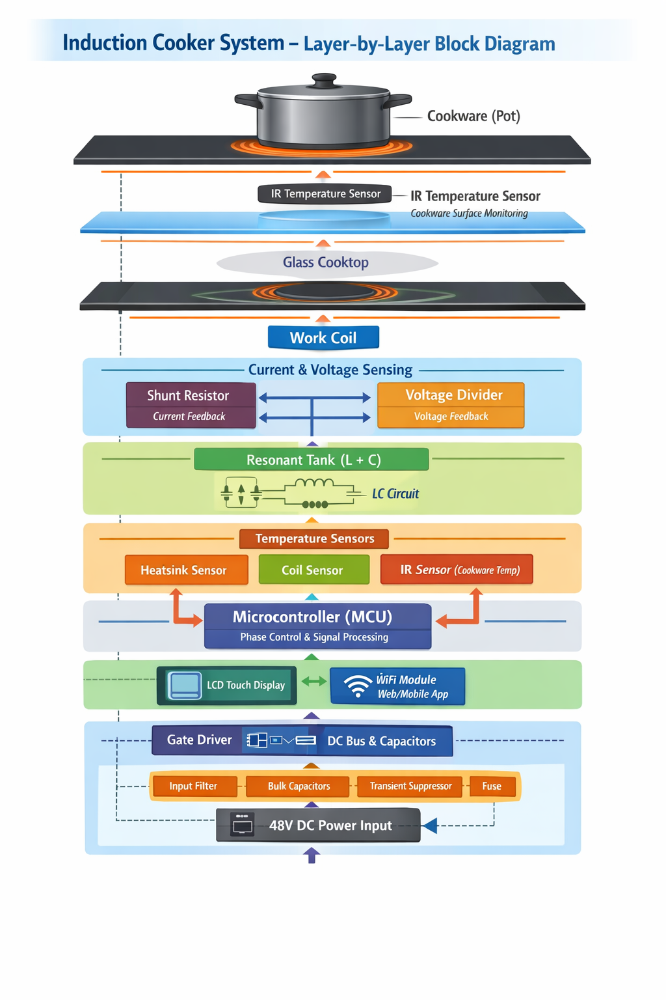 Induction Cooker System – Layer-by-Layer Block Diagram
Cookware (Pot)
IR Temperature Sensor
IR Temperature Sensor
Cookware Surface Monitoring
Glass Cooktop
Work Coil
Current & Voltage Sensing
Shunt Resistor
Current Feedback
Voltage Divider
Voltage Feedback
Resonant Tank (L + C)
LC Circuit
Temperature Sensors
Heatsink Sensor
Coil Sensor
IR Sensor (Cookware Temp)
Microcontroller (MCU)
Phase Control & Signal Processing
LCD Touch Display
WiFi Module
Web/Mobile App
Gate Driver
DC Bus & Capacitors
Input Filter
Bulk Capacitors
Transient Suppressor
Fuse
48V DC Power Input